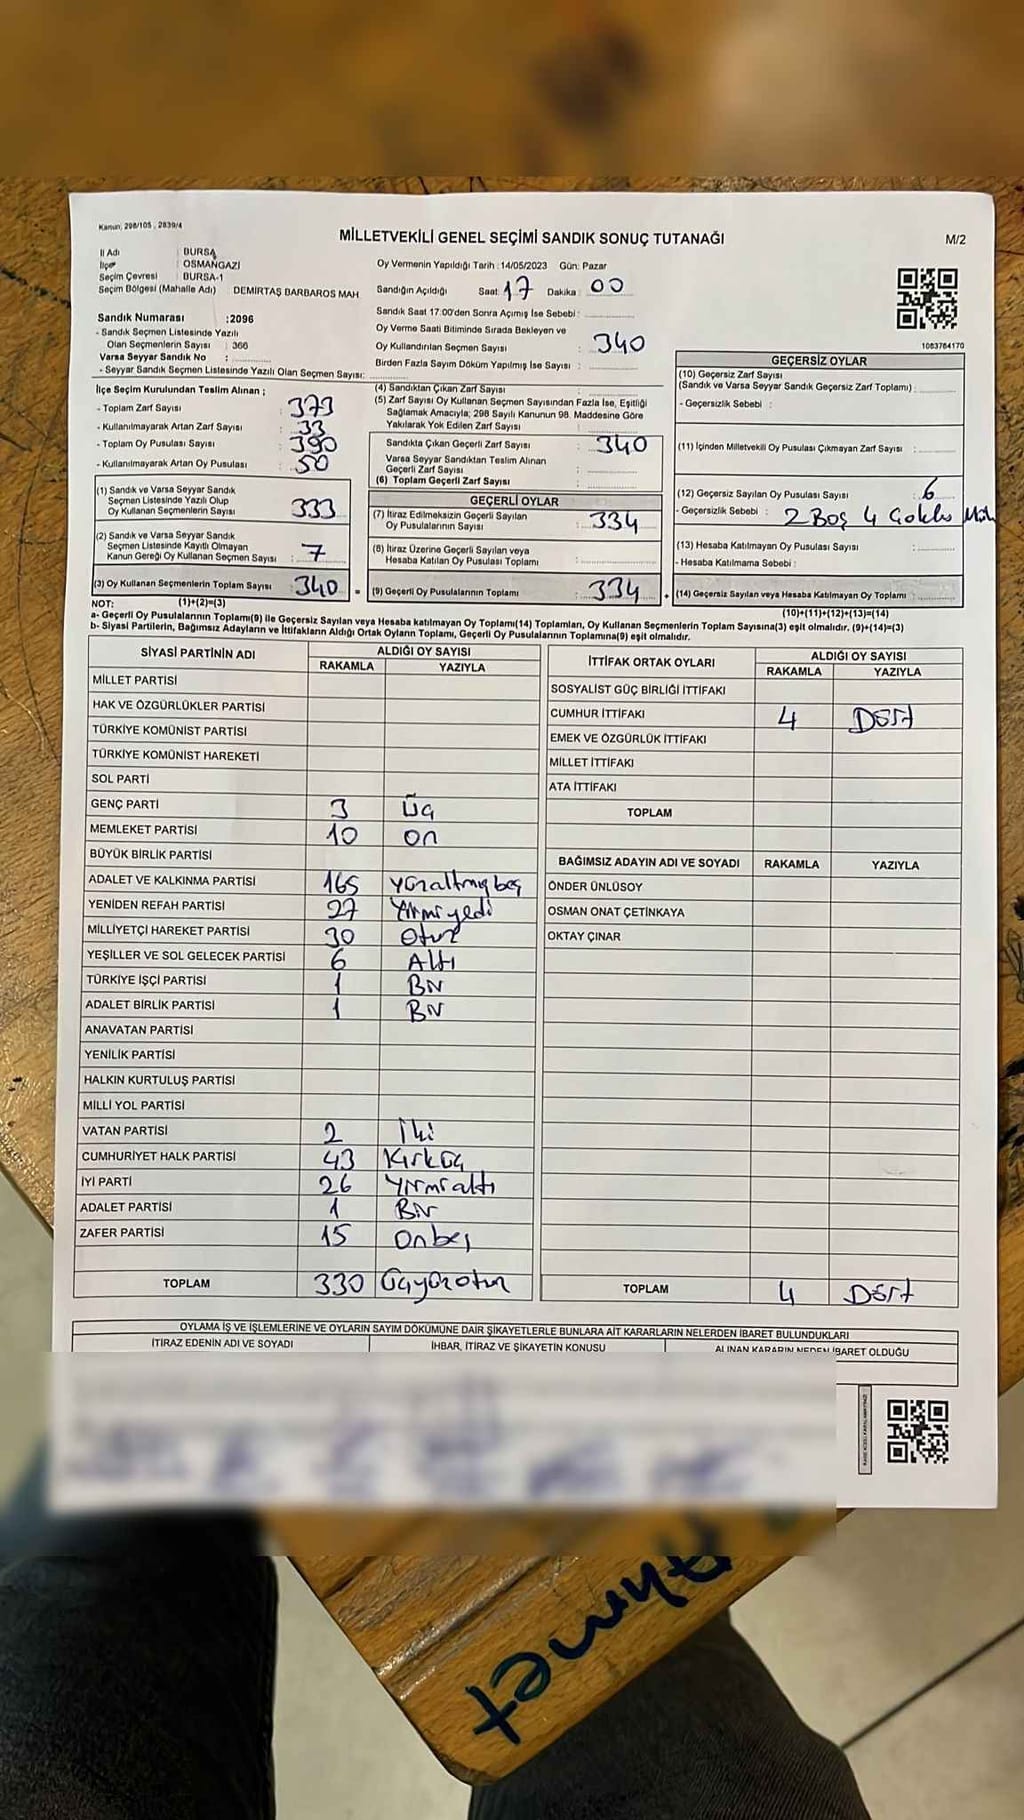 Kanun: 298/105 , 2839/4
MİLLETVEKİLİ GENEL SEÇİMİ SANDIK SONUÇ TUTANAĞI
M/2
İl Adı : BURSA
İlçe : OSMANGAZİ
Seçim Çevresi : BURSA-1
Seçim Bölgesi (Mahalle Adı) : DEMİRTAŞ BARBAROS MAH
Sandık Numarası :2096
- Sandık Seçmen Listesinde Yazılı
Olan Seçmenlerin Sayısı : 366
Varsa Seyyar Sandık No :
- Seyyar Sandık Seçmen Listesinde Yazılı Olan Seçmen Sayısı:
Oy Vermenin Yapıldığı Tarih : 14/05/2023 Gün: Pazar
Sandığın Açıldığı Saat: 17 Dakika : 00
Sandık Saat 17:00'den Sonra Açımış İse Sebebi :
Oy Verme Saati Bitiminde Sırada Bekleyen ve
Oy Kullandırılan Seçmen Sayısı : 340
Birden Fazla Sayım Döküm Yapılmış İse Sayısı :
1083764170
İlçe Seçim Kurulundan Teslim Alınan ;
- Toplam Zarf Sayısı : 373
- Kullanılmayarak Artan Zarf Sayısı : 33
- Toplam Oy Pusulası Sayısı : 390
- Kullanılmayarak Artan Oy Pusulası : 50
(1) Sandık ve Varsa Seyyar Sandık
Seçmen Listesinde Yazılı Olup
Oy Kullanan Seçmenlerin Sayısı : 333
(2) Sandık ve Varsa Seyyar Sandık
Seçmen Listesinde Kayıtlı Olmayan
Kanun Gereği Oy Kullanan Seçmen Sayısı : 7
(3) Oy Kullanan Seçmenlerin Toplam Sayısı : 340 =
(4) Sandıktan Çıkan Zarf Sayısı :
(5) Zarf Sayısı Oy Kullanan Seçmen Sayısından Fazla İse, Eşitliği
Sağlamak Amacıyla; 298 Sayılı Kanunun 98. Maddesine Göre
Yakılarak Yok Edilen Zarf Sayısı :
Sandıkta Çıkan Geçerli Zarf Sayısı : 340
Varsa Seyyar Sandıktan Teslim Alınan
Geçerli Zarf Sayısı :
(6) Toplam Geçerli Zarf Sayısı :
GEÇERLİ OYLAR
(7) İtiraz Edilmeksizin Geçerli Sayılan
Oy Pusulalarının Sayısı : 334
(8) İtiraz Üzerine Geçerli Sayılan veya
Hesaba Katılan Oy Pusulası Toplamı :
(9) Geçerli Oy Pusulalarının Toplamı : 334 +
GEÇERSİZ OYLAR
(10) Geçersiz Zarf Sayısı
(Sandık ve Varsa Seyyar Sandık Geçersiz Zarf Toplamı) :
- Geçersizlik Sebebi :
(11) İçinden Milletvekili Oy Pusulası Çıkmayan Zarf Sayısı :
(12) Geçersiz Sayılan Oy Pusulası Sayısı : 6
- Geçersizlik Sebebi : 2 Boş 4
(13) Hesaba Katılmayan Oy Pusulası Sayısı :
- Hesaba Katılmama Sebebi :
(14) Geçersiz Sayılan veya Hesaba Katılmayan Oy Toplamı :
NOT: (1)+(2)=(3) (10)+(11)+(12)+(13)=(14)
a- Geçerli Oy Pusulalarının Toplamı(9) ile Geçersiz Sayılan veya Hesaba katılmayan Oy Toplamı(14) Toplamları, Oy Kullanan Seçmenlerin Toplam Sayısına(3) eşit olmalıdır. (9)+(14)=(3)
b- Siyasi Partilerin, Bağımsız Adayların ve İttifakların Aldığı Ortak Oyların Toplamı, Geçerli Oy Pusulalarının Toplamına(9) eşit olmalıdır.
SİYASİ PARTİNİN ADI ALDIĞI OY SAYISI
RAKAMLA YAZIYLA
MİLLET PARTİSİ
HAK VE ÖZGÜRLÜKLER PARTİSİ
TÜRKİYE KOMÜNİST PARTİSİ
TÜRKİYE KOMÜNİST HAREKETİ
SOL PARTİ
GENÇ PARTİ 3 Üç
MEMLEKET PARTİSİ 10 on
BÜYÜK BİRLİK PARTİSİ
ADALET VE KALKINMA PARTİSİ 165 yüzaltmışbeş
YENİDEN REFAH PARTİSİ 27 Yirmiyedi
MİLLİYETÇİ HAREKET PARTİSİ 30 otuz
YEŞİLLER VE SOL GELECEK PARTİSİ 6 Altı
TÜRKİYE İŞÇİ PARTİSİ 1 Bir
ADALET BİRLİK PARTİSİ 1 Bir
ANAVATAN PARTİSİ
YENİLİK PARTİSİ
HALKIN KURTULUŞ PARTİSİ
MİLLİ YOL PARTİSİ
VATAN PARTİSİ 2 İki
CUMHURİYET HALK PARTİSİ 43 Kırküç
İYİ PARTİ 26 Yirmialtı
ADALET PARTİSİ 1 Bir
ZAFER PARTİSİ 15 Onbeş
TOPLAM 330 Üçyüzotuz
İTTİFAK ORTAK OYLARI ALDIĞI OY SAYISI
RAKAMLA YAZIYLA
SOSYALİST GÜÇ BİRLİĞİ İTTİFAKI
CUMHUR İTTİFAKI 4 Dört
EMEK VE ÖZGÜRLÜK İTTİFAKI
MİLLET İTTİFAKI
ATA İTTİFAKI
TOPLAM
BAĞIMSIZ ADAYIN ADI VE SOYADI RAKAMLA YAZIYLA
ÖNDER ÜNLÜSOY
OSMAN ONAT ÇETİNKAYA
OKTAY ÇINAR
TOPLAM 4 Dört
OYLAMA İŞ VE İŞLEMLERİNE VE OYLARIN SAYIM DÖKÜMÜNE DAİR ŞİKAYETLERLE BUNLARA AİT KARARLARIN NELERDEN İBARET BULUNDUKLARI
İTİRAZ EDENİN ADI VE SOYADI İHBAR, İTİRAZ VE ŞİKAYETİN KONUSU ALINAN KARARIN NEDEN İBARET OLDUĞU